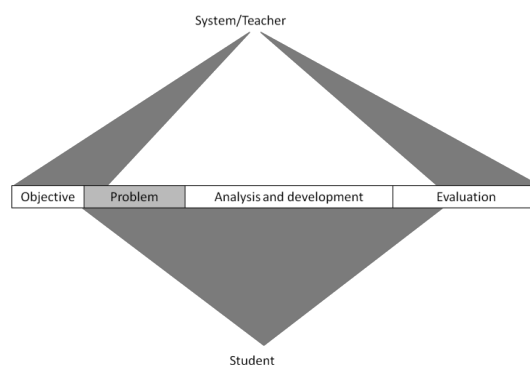 System/Teacher
Objective Problem Analysis and development Evaluation
Student